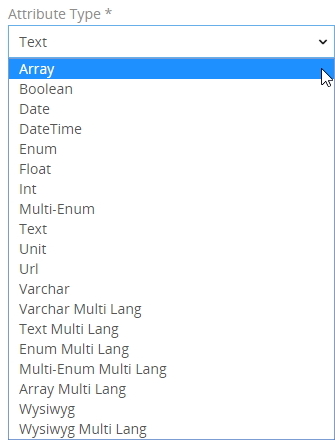 Attribute Type *
Text
Array
Boolean
Date
DateTime
Enum
Float
Int
Multi-Enum
Text
Unit
Url
Varchar
Varchar Multi Lang
Text Multi Lang
Enum Multi Lang
Multi-Enum Multi Lang
Array Multi Lang
Wysiwyg
Wysiwyg Multi Lang